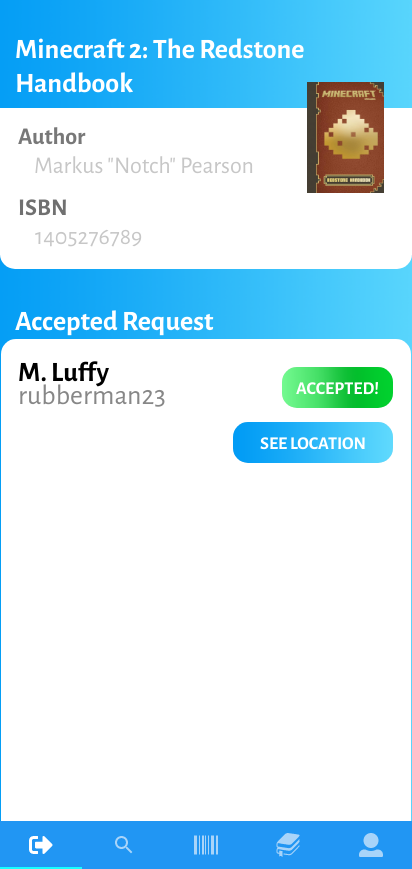 Minecraft 2: The Redstone
Handbook
MINECRAFT
REDSTONE HANDBOOK
Author
Markus "Notch" Pearson
ISBN
1405276789
Accepted Request
M. Luffy
rubberman23
ACCEPTED!
SEE LOCATION